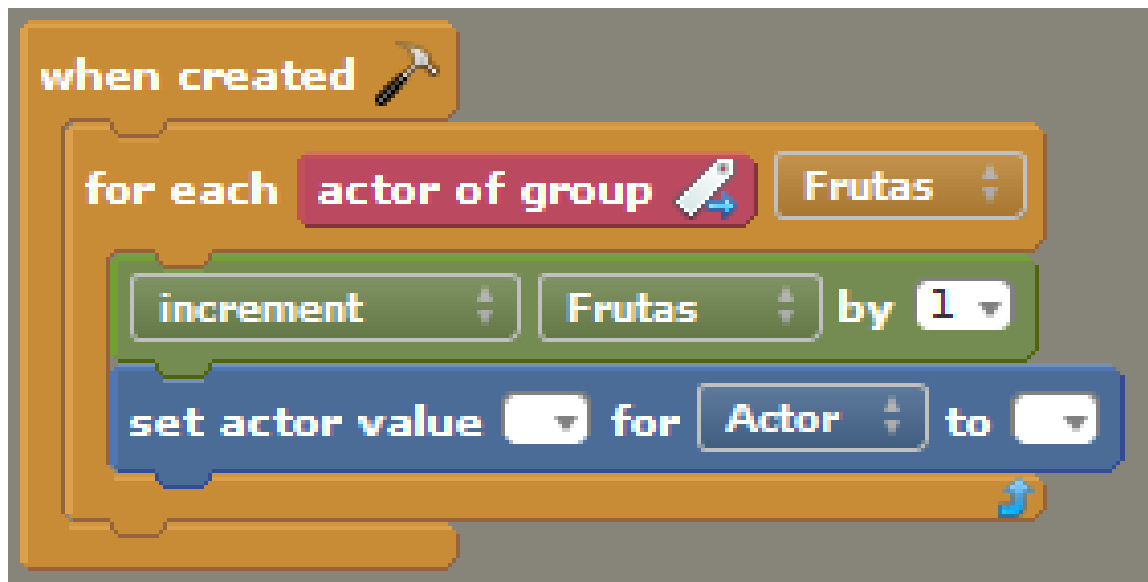 when created
for each actor of group Frutas
increment Frutas by 1
set actor value for Actor to